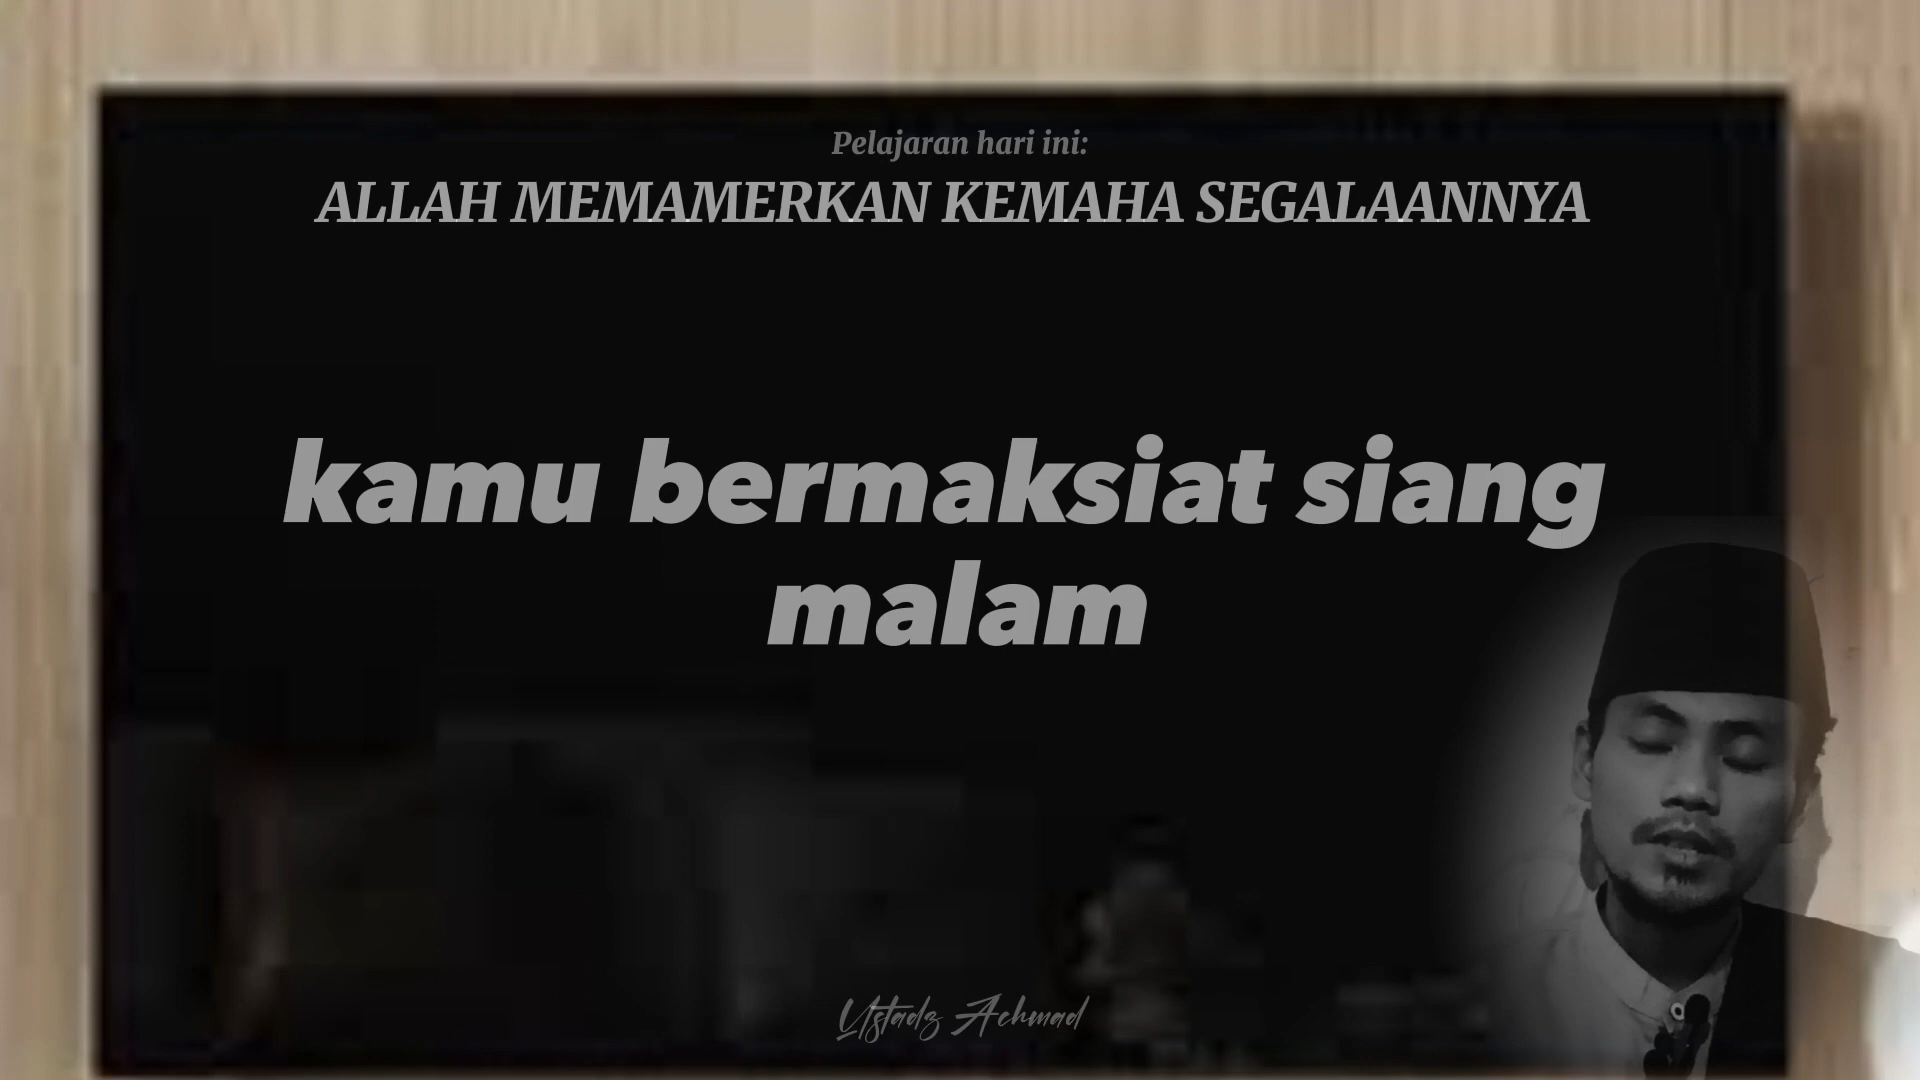 Pelajaran hari ini:
ALLAH MEMAMERKAN KEMAHA SEGALAANNYA
kamu bermaksiat siang
malam
Ustadz Achmad